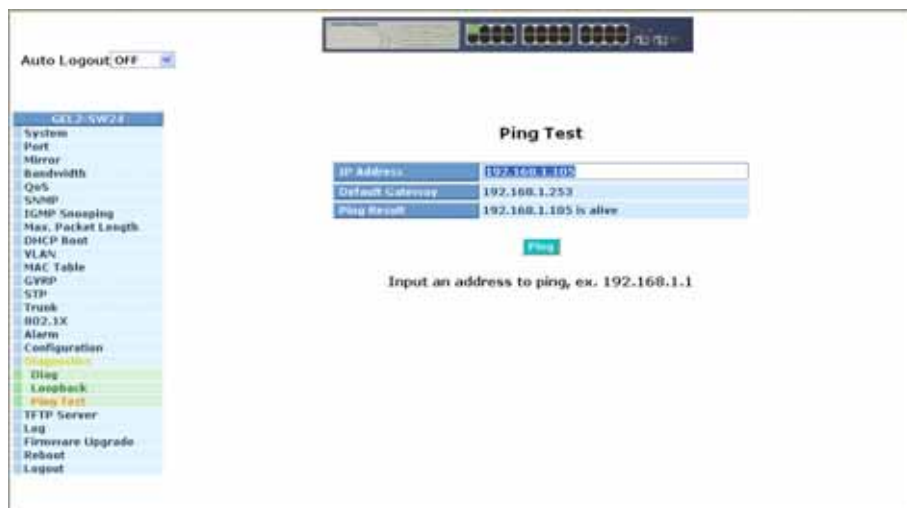 Auto Logout OFF
GEL2-SW24
System
Port
Mirror
Bandwidth
QoS
SNMP
IGMP Snooping
Max. Packet Length
DHCP Boot
VLAN
MAC Table
GVRP
STP
Trunk
802.1X
Alarm
Configuration
Diagnostics
Diag
Loopback
Ping Test
TFTP Server
Log
Firmware Upgrade
Reboot
Logout
Ping Test
IP Address 192.168.1.105
Default Gateway 192.168.1.253
Ping Result 192.168.1.105 is alive
Ping
Input an address to ping, ex. 192.168.1.1